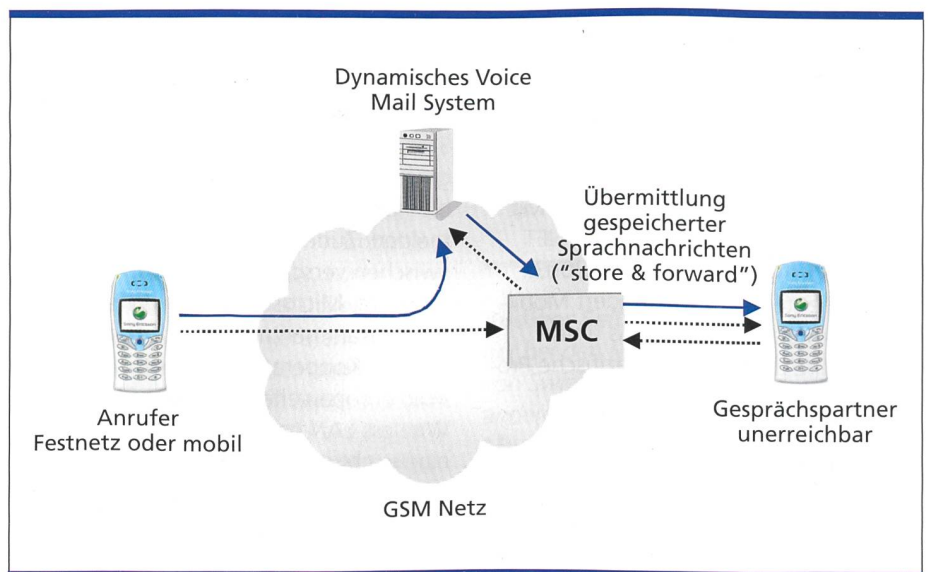 Dynamisches Voice
Mail System
Übermittlung
gespeicherter
Sprachnachrichten
("store & forward")
MSC
Anrufer
Festnetz oder mobil
Gesprächspartner
unerreichbar
GSM Netz